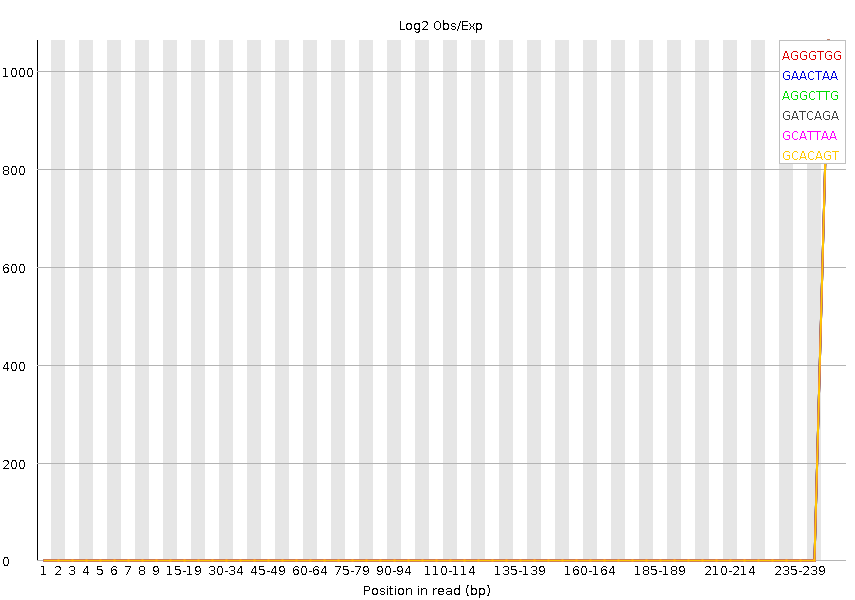 Log2 Obs/Exp
1000
800
600
400
200
0
AGGGTGG
GAACTAA
AGGCTTG
GATCAGA
GCATTAA
GCACAGT
1 2 3 4 5 6 7 8 9 15-19 30-34 45-49 60-64 75-79 90-94 110-114 135-139 160-164 185-189 210-214 235-239
Position in read (bp)